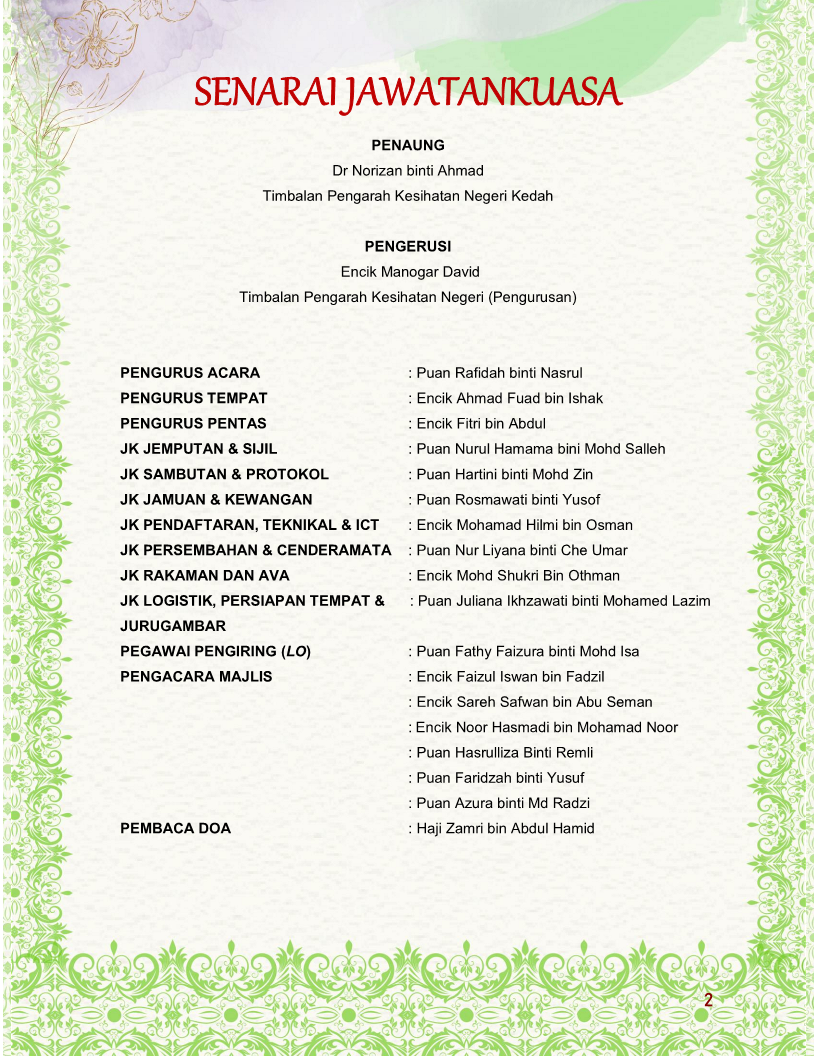 SENARAI JAWATANKUASA
PENAUNG
Dr Norizan binti Ahmad
Timbalan Pengarah Kesihatan Negeri Kedah
PENGERUSI
Encik Manogar David
Timbalan Pengarah Kesihatan Negeri (Pengurusan)
PENGURUS ACARA : Puan Rafidah binti Nasrul
PENGURUS TEMPAT : Encik Ahmad Fuad bin Ishak
PENGURUS PENTAS : Encik Fitri bin Abdul
JK JEMPUTAN & SIJIL : Puan Nurul Hamama bini Mohd Salleh
JK SAMBUTAN & PROTOKOL : Puan Hartini binti Mohd Zin
JK JAMUAN & KEWANGAN : Puan Rosmawati binti Yusof
JK PENDAFTARAN, TEKNIKAL & ICT : Encik Mohamad Hilmi bin Osman
JK PERSEMBAHAN & CENDERAMATA : Puan Nur Liyana binti Che Umar
JK RAKAMAN DAN AVA : Encik Mohd Shukri Bin Othman
JK LOGISTIK, PERSIAPAN TEMPAT & : Puan Juliana Ikhzawati binti Mohamed Lazim
JURUGAMBAR
PEGAWAI PENGIRING (LO) : Puan Fathy Faizura binti Mohd Isa
PENGACARA MAJLIS : Encik Faizul Iswan bin Fadzil
: Encik Sareh Safwan bin Abu Seman
: Encik Noor Hasmadi bin Mohamad Noor
: Puan Hasrulliza Binti Remli
: Puan Faridzah binti Yusuf
: Puan Azura binti Md Radzi
PEMBACA DOA : Haji Zamri bin Abdul Hamid
2